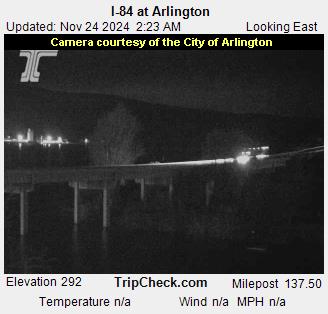 I-84 at Arlington
Updated: Nov 24 2024 2:23 AM Looking East
Camera courtesy of the City of Arlington
Elevation 292 TripCheck.com Milepost 137.50
Temperature n/a Wind n/a MPH n/a